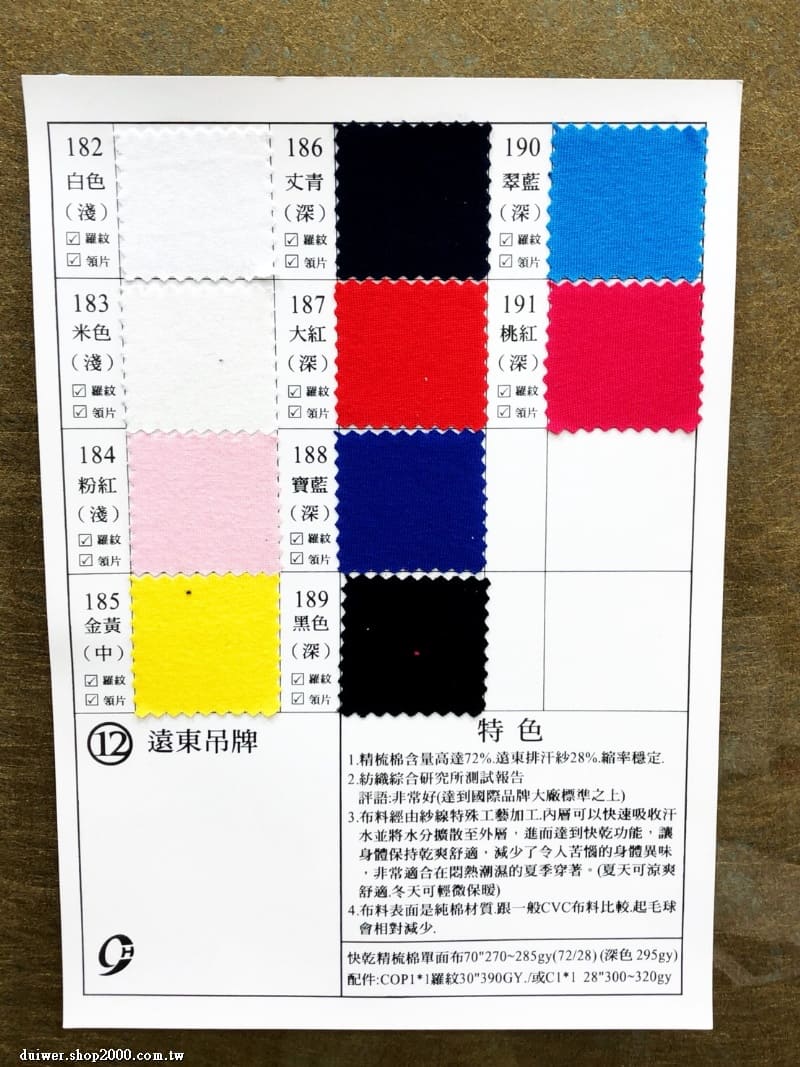 182
白色
(淺)
☑ 羅紋
☑ 領片
186
丈青
(深)
☑ 羅紋
☑ 領片
190
翠藍
(深)
☑ 羅紋
☑ 領片
183
米色
(淺)
☑ 羅紋
☑ 領片
187
大紅
(深)
☑ 羅紋
☑ 領片
191
桃紅
(深)
☑ 羅紋
☑ 領片
184
粉紅
(淺)
☑ 羅紋
☑ 領片
188
寶藍
(深)
☑ 羅紋
☑ 領片
185
金黃
(中)
☑ 羅紋
☑ 領片
189
黑色
(深)
☑ 羅紋
☑ 領片
⑫ 遠東吊牌
特色
1.精梳棉含量高達72%.遠東排汗紗28%.縮率穩定.
2.紡織綜合研究所測試報告
評語:非常好(達到國際品牌大廠標準之上)
3.布料經由紗線特殊工藝加工.內層可以快速吸收汗
水並將水分擴散至外層，進而達到快乾功能，讓
身體保持乾爽舒適，減少了令人苦惱的身體異味
，非常適合在悶熱潮濕的夏季穿著。(夏天可涼爽
舒適.冬天可輕微保暖)
4.布料表面是純棉材質.跟一般CVC布料比較.起毛球
會相對減少.
快乾精梳棉單面布70"270~285gy(72/28) (深色 295gy)
配件:COP1*1羅紋30"390GY./或C1*1 28"300~320gy
duiwer.shop2000.com.tw